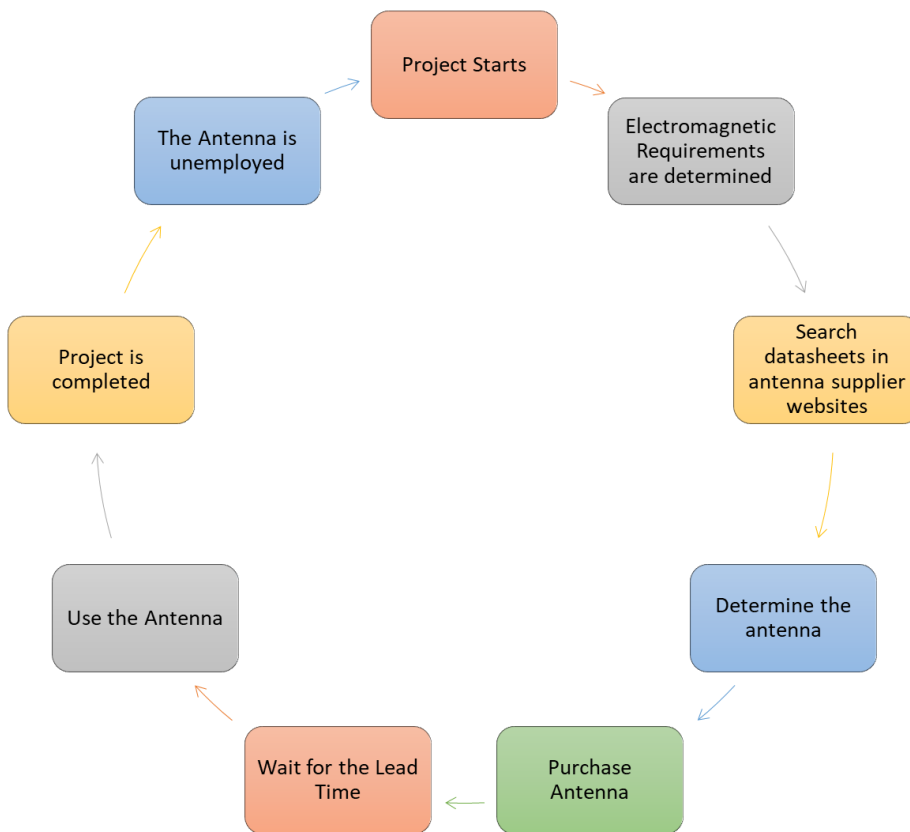 Project Starts
Electromagnetic
Requirements
are determined
Search
datasheets in
antenna supplier
websites
Determine the
antenna
Purchase
Antenna
Wait for the Lead
Time
Use the Antenna
Project is
completed
The Antenna is
unemployed